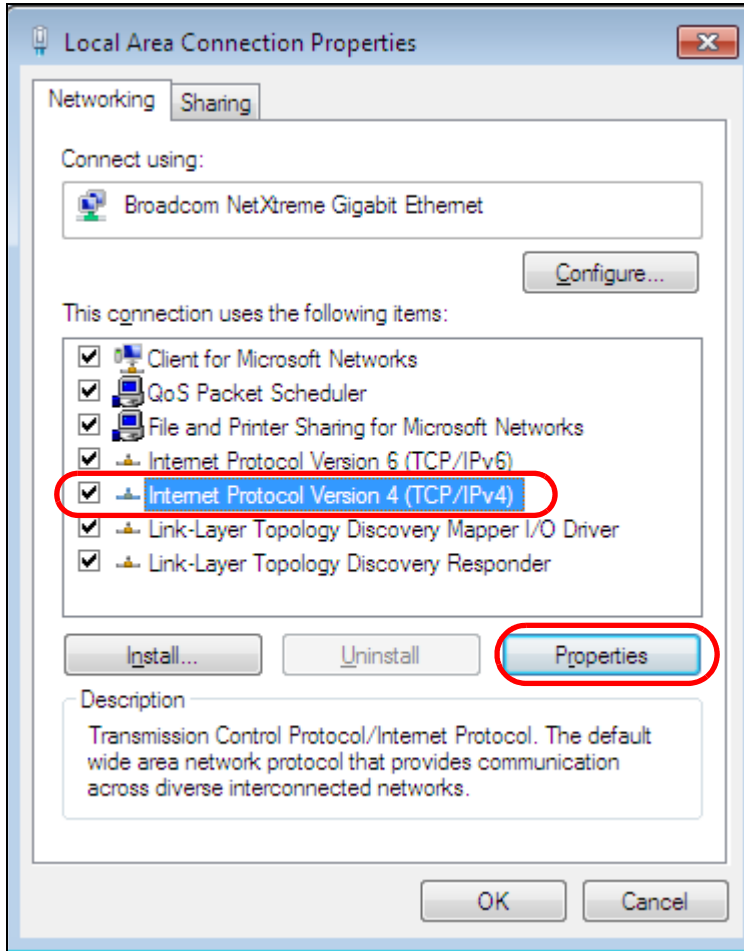 Local Area Connection Properties
Networking
Sharing
Connect using:
Broadcom NetXtreme Gigabit Ethernet
Configure...
This connection uses the following items:
Client for Microsoft Networks
QoS Packet Scheduler
File and Printer Sharing for Microsoft Networks
Internet Protocol Version 6 (TCP/IPv6)
Internet Protocol Version 4 (TCP/IPv4)
Link-Layer Topology Discovery Mapper I/O Driver
Link-Layer Topology Discovery Responder
Install...
Uninstall
Properties
Description
Transmission Control Protocol/Internet Protocol. The default
wide area network protocol that provides communication
across diverse interconnected networks.
OK
Cancel